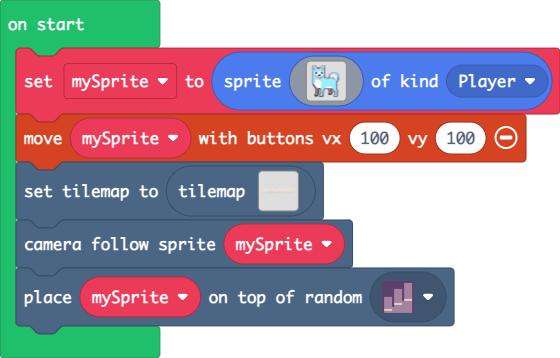 on start
set mySprite to sprite of kind Player
move mySprite with buttons vx 100 vy 100
set tilemap to tilemap
camera follow sprite mySprite
place mySprite on top of random